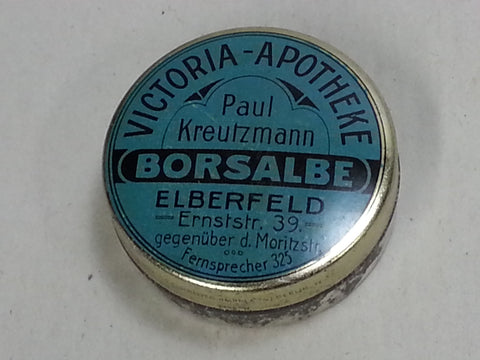 VICTORIA-APOTHEKE
Paul
Kreutzmann
BORSALBE
ELBERFELD
Ernststr. 39.
gegenüber d. Moritzstr.
Fernsprecher 325